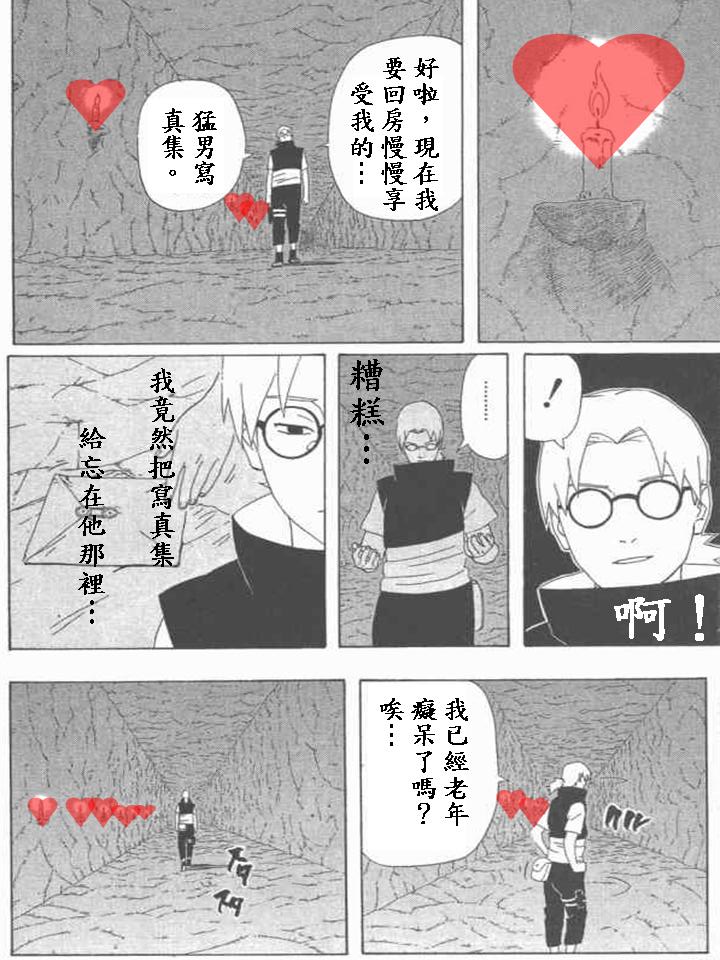 好啦，現在我
要回房慢慢享
受我的…
猛男寫
真集。
！
啊！
………
糟糕…
我竟然把寫真集
給忘在他那裡…
我已經老年
癡呆了嗎？
唉…